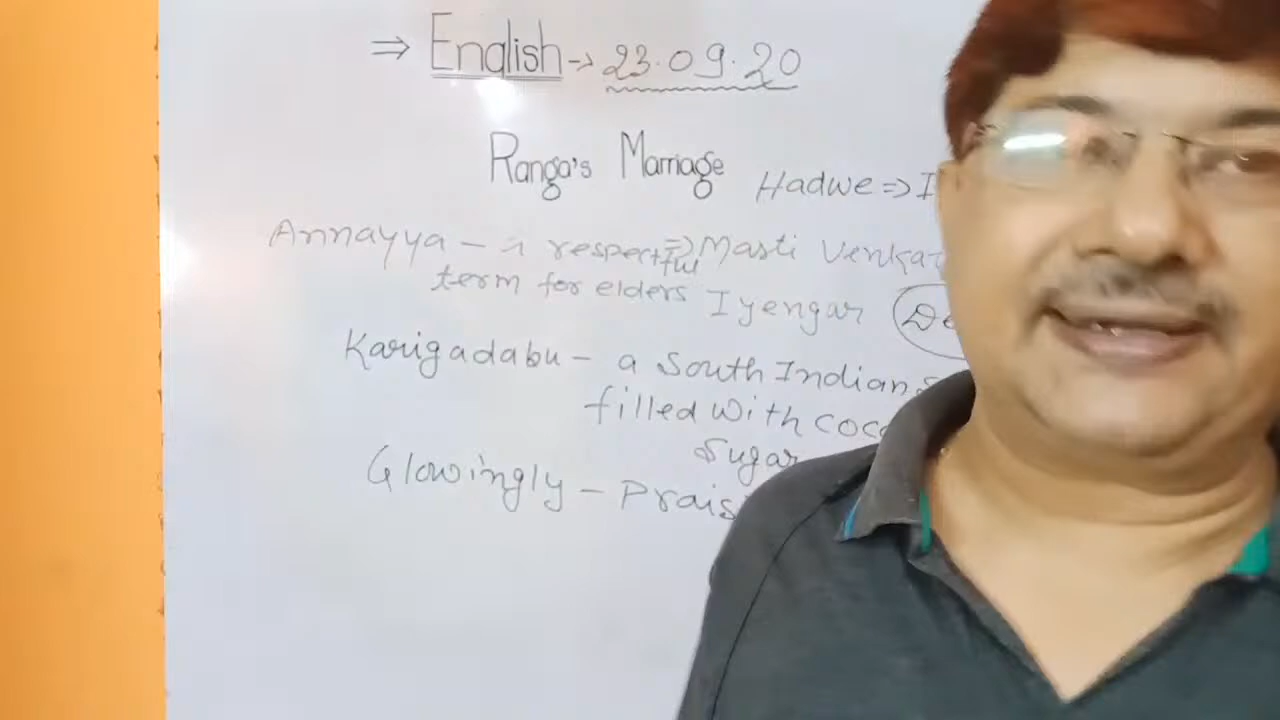 ⇒ English → 23.09.20
Ranga's Marriage
Hadwe ⇒ I
Annayya - a respectful
term for elders
⇒ Masti Venkat
Iyengar
Karigadabu - a South Indian
filled with coco
Sugar
Glowingly - Prais